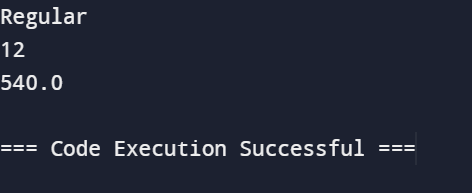 Regular
12
540.0
=== Code Execution Successful ===